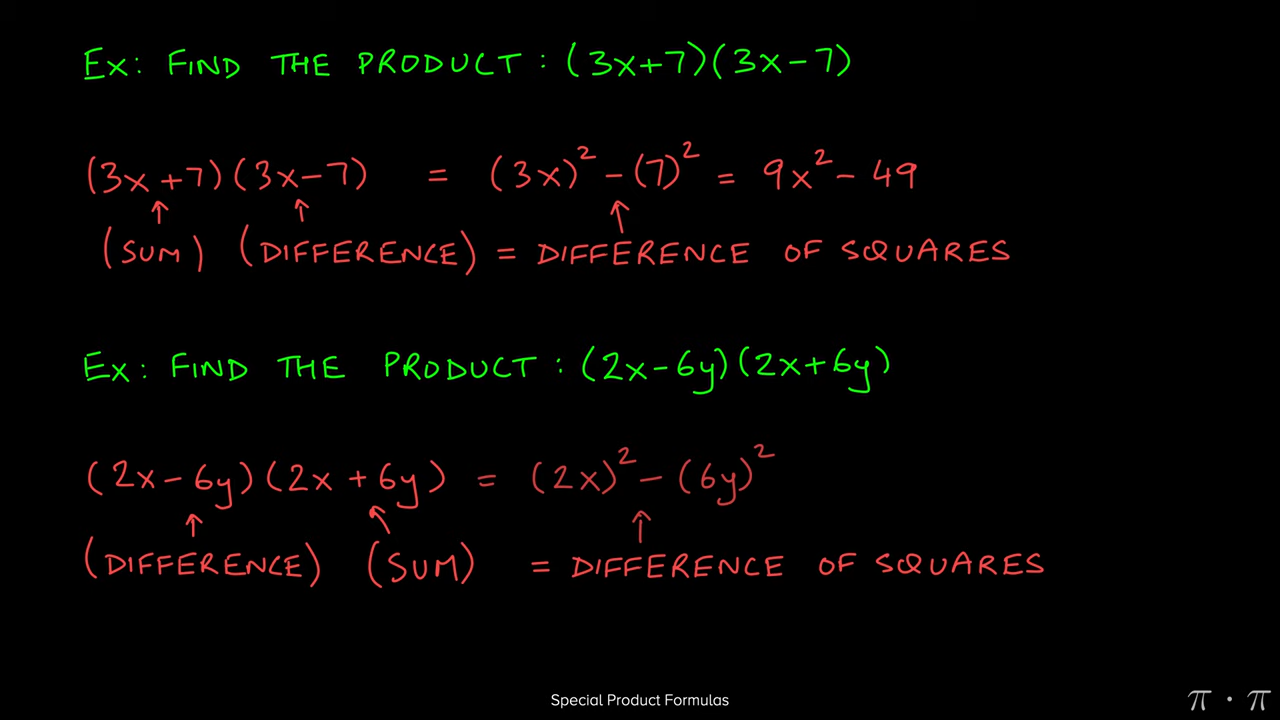 Ex: FIND THE PRODUCT: (3x+7)(3x-7)
(3x+7)(3x-7) = (3x)² - (7)² = 9x² - 49
↑ ↑ ↑
(SUM) (DIFFERENCE) = DIFFERENCE OF SQUARES
Ex: FIND THE PRODUCT: (2x-6y)(2x+6y)
(2x-6y)(2x+6y) = (2x)² - (6y)²
↑ ↑ ↑
(DIFFERENCE) (SUM) = DIFFERENCE OF SQUARES
Special Product Formulas
π · π